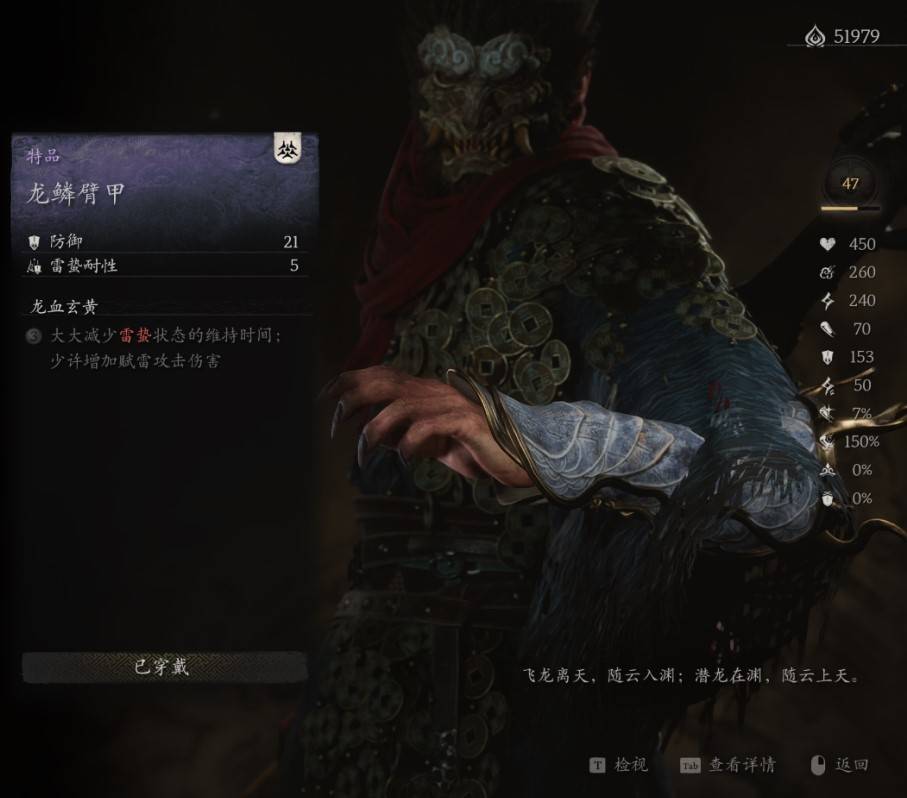 51979
特品
龙鳞臂甲
防御 21
雷蛰耐性 5
龙血玄黄
3 大大减少雷蛰状态的维持时间；
少许增加赋雷攻击伤害
已穿戴
47
450
260
240
70
153
50
7%
150%
0%
0%
飞龙离天，随云入渊；潜龙在渊，随云上天。
T 检视 Tab 查看详情 返回